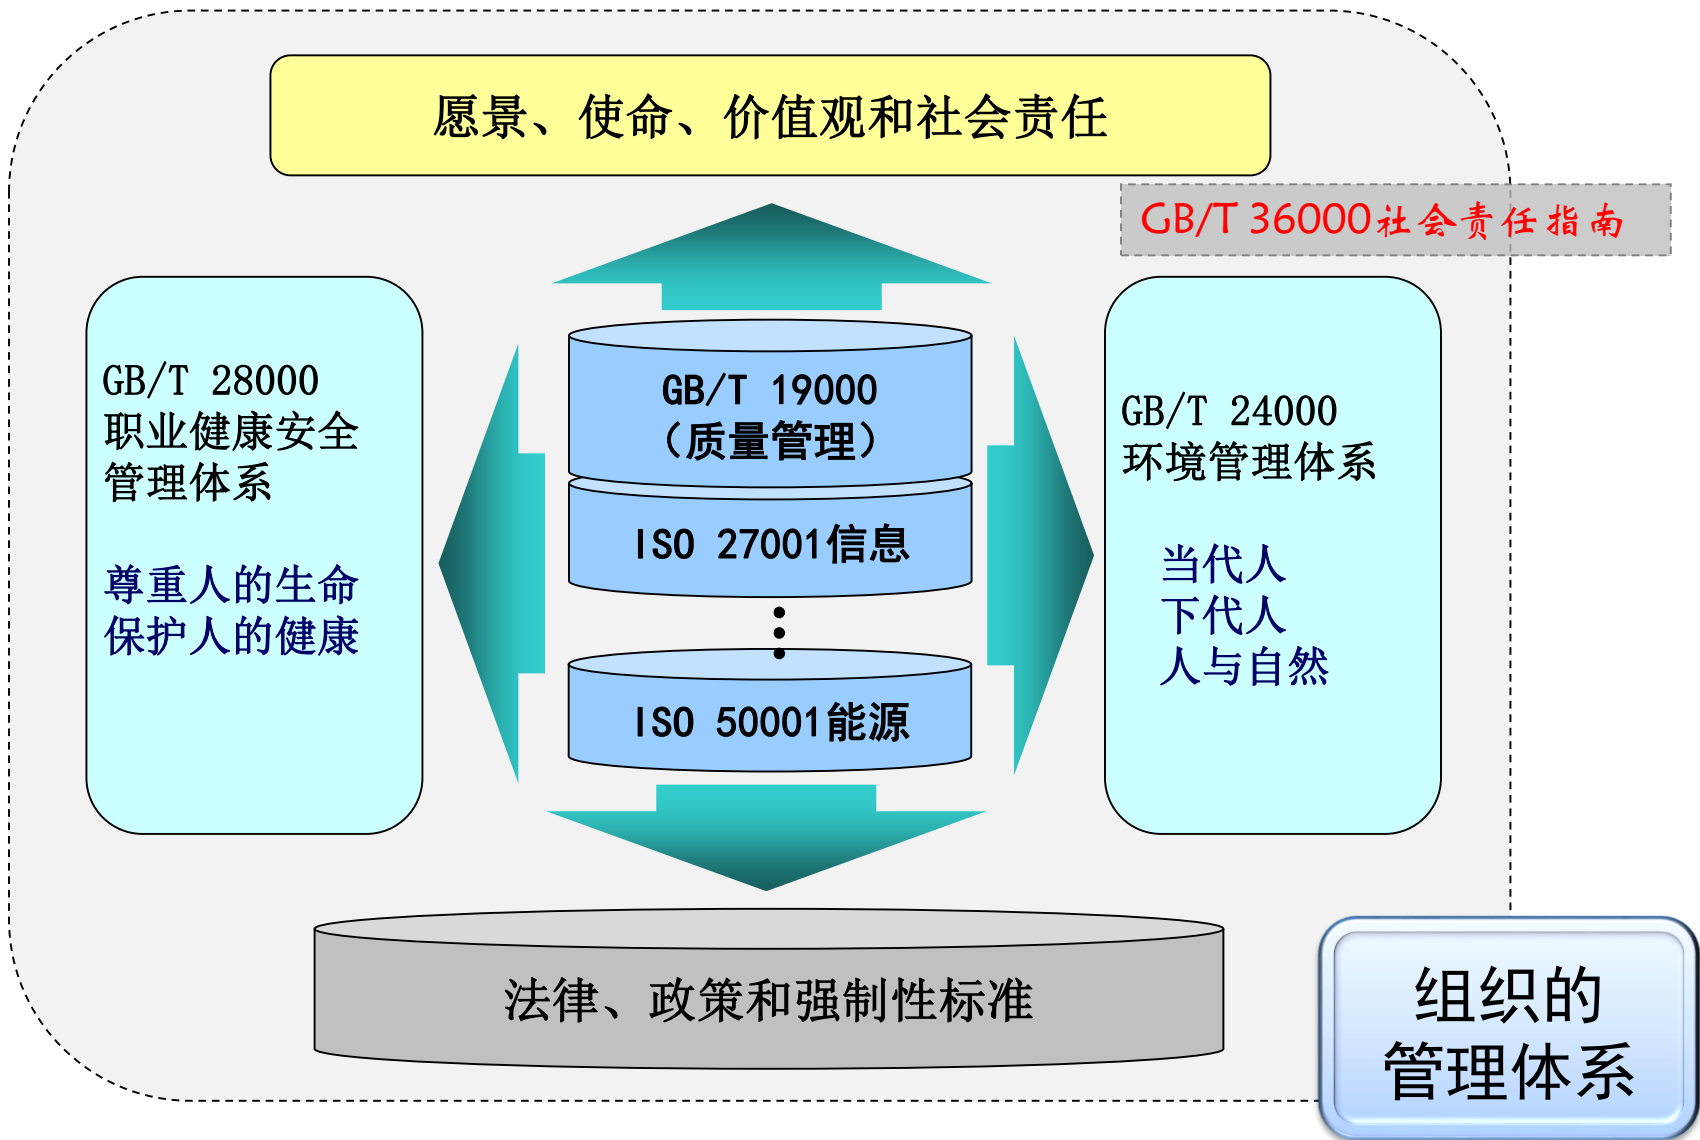 愿景、使命、价值观和社会责任
GB/T 36000社会责任指南
GB/T 28000
职业健康安全
管理体系
尊重人的生命
保护人的健康
GB/T 19000
（质量管理）
ISO 27001信息
ISO 50001能源
GB/T 24000
环境管理体系
当代人
下代人
人与自然
法律、政策和强制性标准
组织的
管理体系